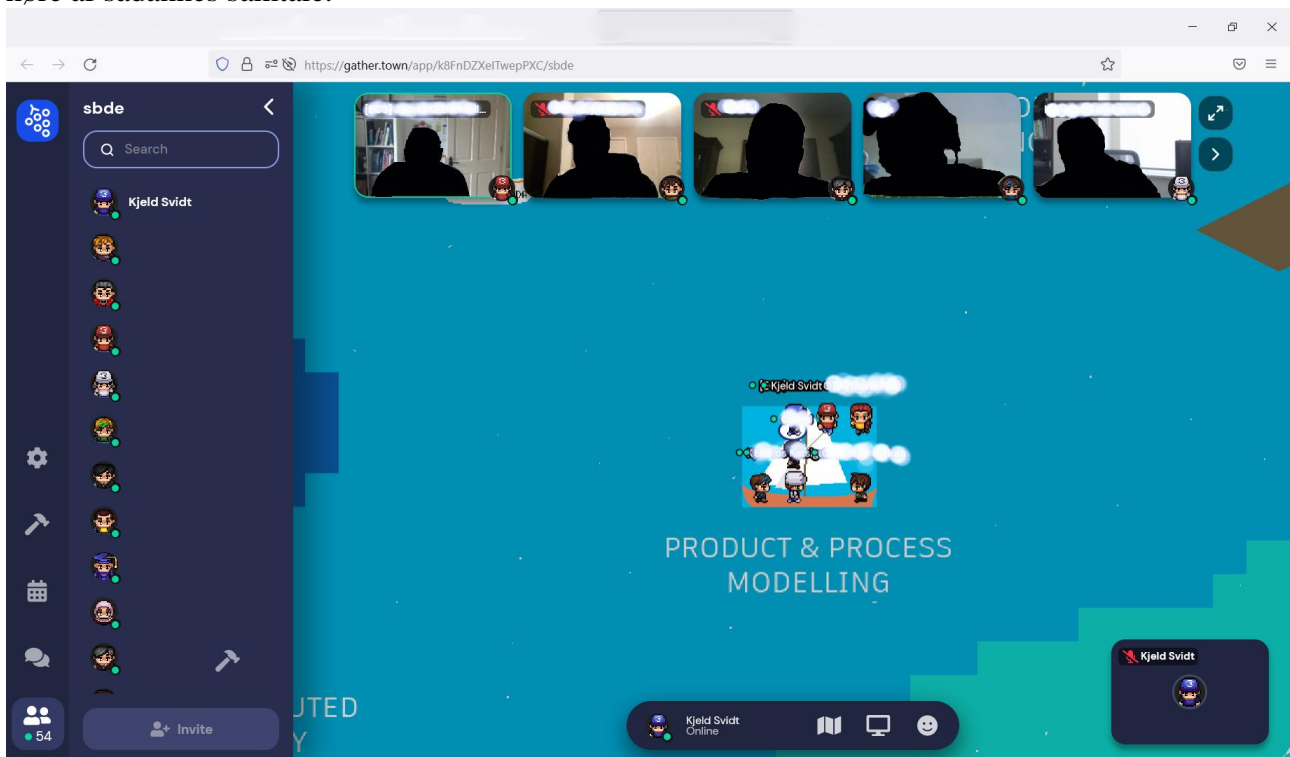 https://gather.town/app/k8FnDZXeITwepPXC/sbde
sbde
Search
Kjeld Svidt
Kjeld Svidt
PRODUCT & PROCESS
MODELLING
UTED
Y
Invite
54
Kjeld Svidt
Online
Kjeld Svidt